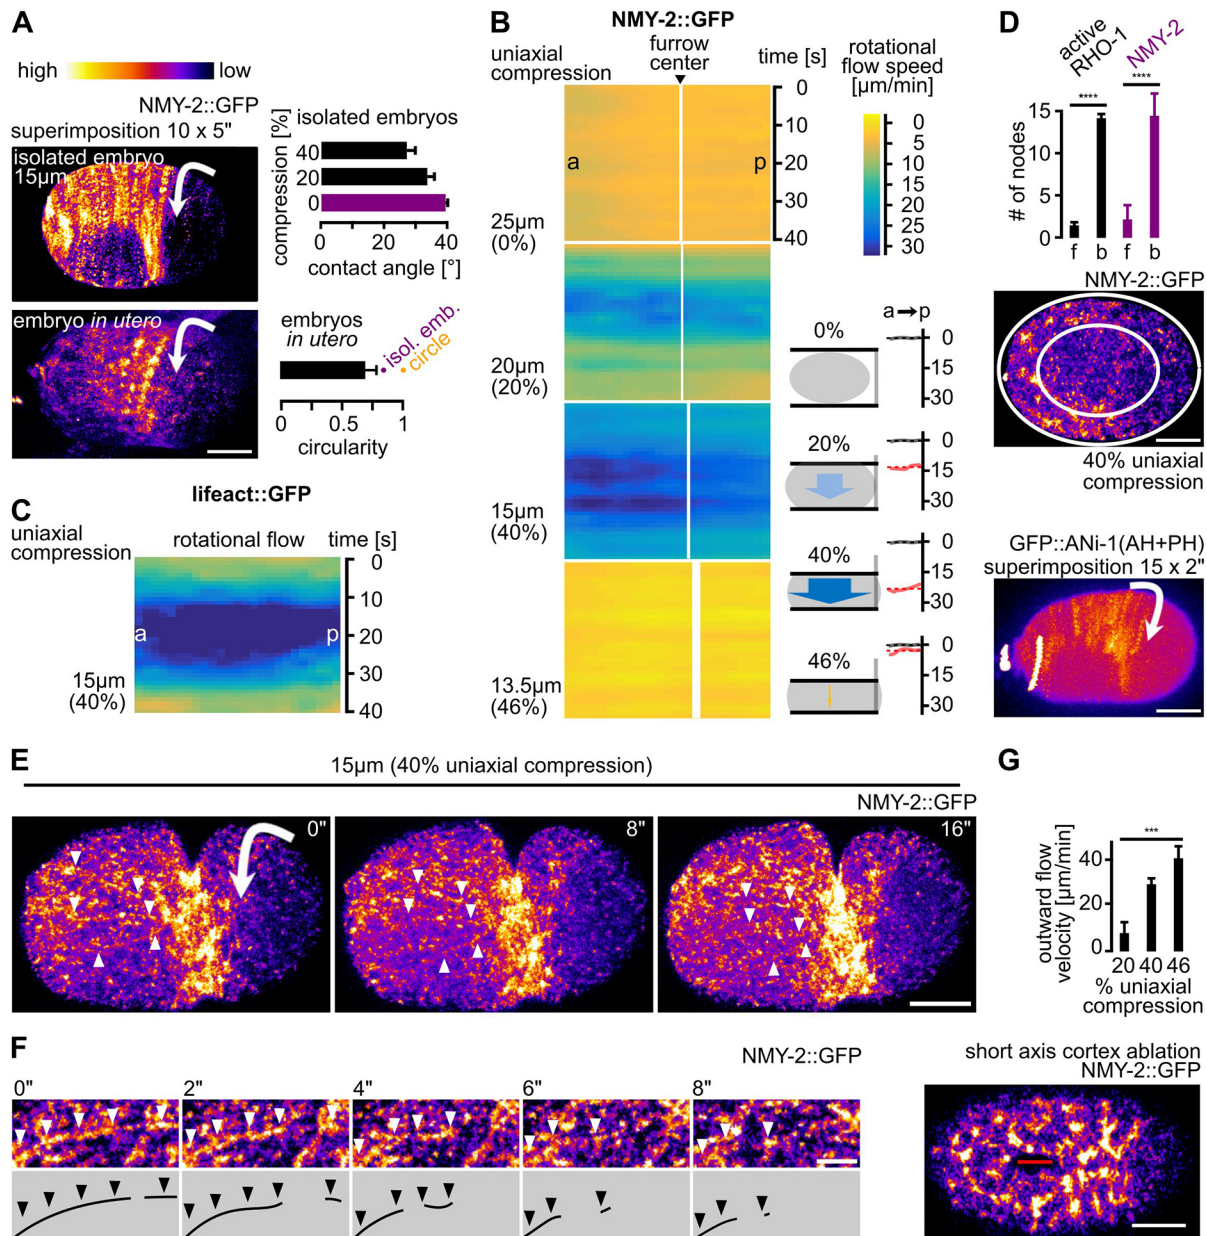 A
high
low
NMY-2::GFP
superimposition 10 x 5"
isolated embryo
15µm
embryo in utero
compression [%]
isolated embryos
40
20
0
0
20
40
contact angle [°]
embryos
in utero
isol. emb.
circle
0
0.5
1
circularity
B
NMY-2::GFP
uniaxial
compression
furrow
center
time [s]
rotational
flow speed
[µm/min]
a
p
0
10
20
30
40
0
5
10
15
20
25
30
25µm
(0%)
20µm
(20%)
15µm
(40%)
13.5µm
(46%)
a
p
0%
0
15
30
20%
0
15
30
40%
0
15
30
46%
0
15
30
C
lifeact::GFP
uniaxial
compression
rotational flow
time [s]
a
p
0
10
20
30
40
15µm
(40%)
D
active
RHO-1
NMY-2
****
****
# of nodes
15
10
5
0
f
b
f
b
NMY-2::GFP
40% uniaxial
compression
GFP::ANi-1(AH+PH)
superimposition 15 x 2"
E
15µm (40% uniaxial compression)
NMY-2::GFP
0"
8"
16"
F
NMY-2::GFP
0"
2"
4"
6"
8"
G
outward flow
velocity [µm/min]
***
40
20
0
20 40 46
% uniaxial
compression
short axis cortex ablation
NMY-2::GFP